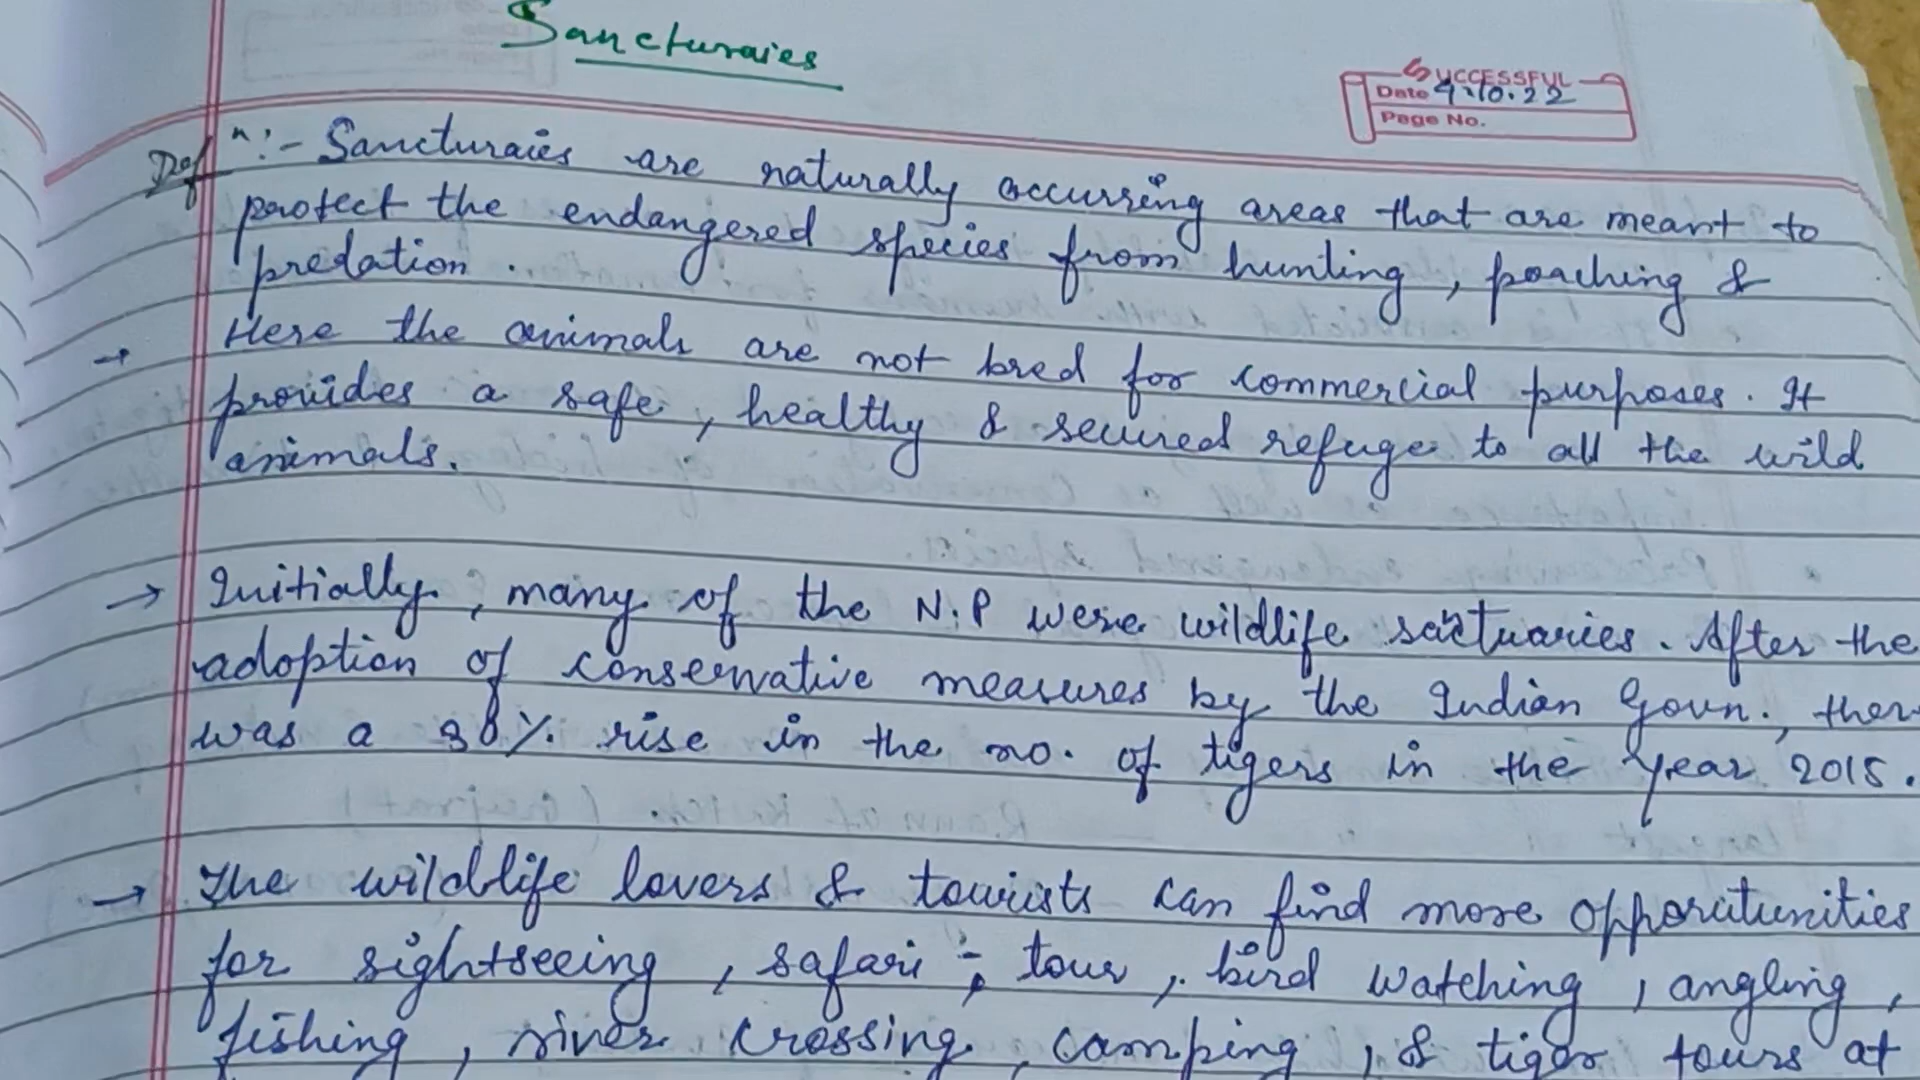 Sancturaies
SUCCESSFUL
Date 4.10.22
Page No.
Defn:- Sancturaies are naturally occurring areas that are meant to
protect the endangered species from hunting, poaching &
predation.
→ Here the animals are not bred for commercial purposes. It
provides a safe, healthy & secured refuge to all the wild
animals.
→ Initially, many of the N.P were wildlife sanctuaries. After the
adoption of conservative measures by the Indian Govn., ther
was a 30% rise in the no. of tigers in the year 2015.
→ The wildlife lovers & tourists can find more opporutunities
for sightseeing, safari, tour, bird watching, angling,
fishing, river crossing, camping, & tiger tours at